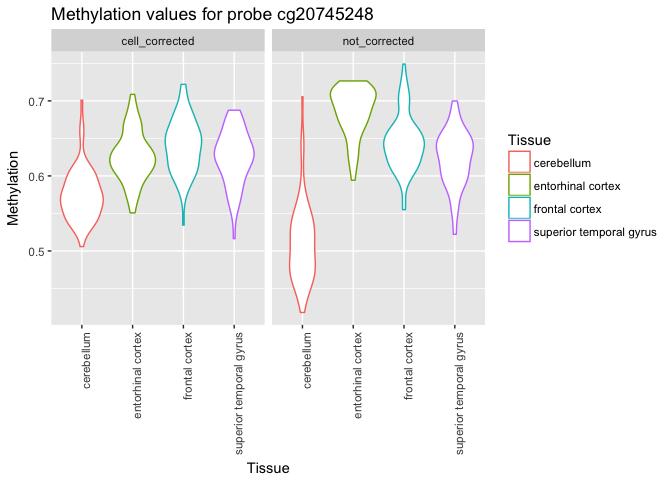 Methylation values for probe cg20745248
cell_corrected
not_corrected
0.7
0.6
0.5
Methylation
cerebellum
entorhinal cortex
frontal cortex
superior temporal gyrus
cerebellum
entorhinal cortex
frontal cortex
superior temporal gyrus
Tissue
Tissue
cerebellum
entorhinal cortex
frontal cortex
superior temporal gyrus